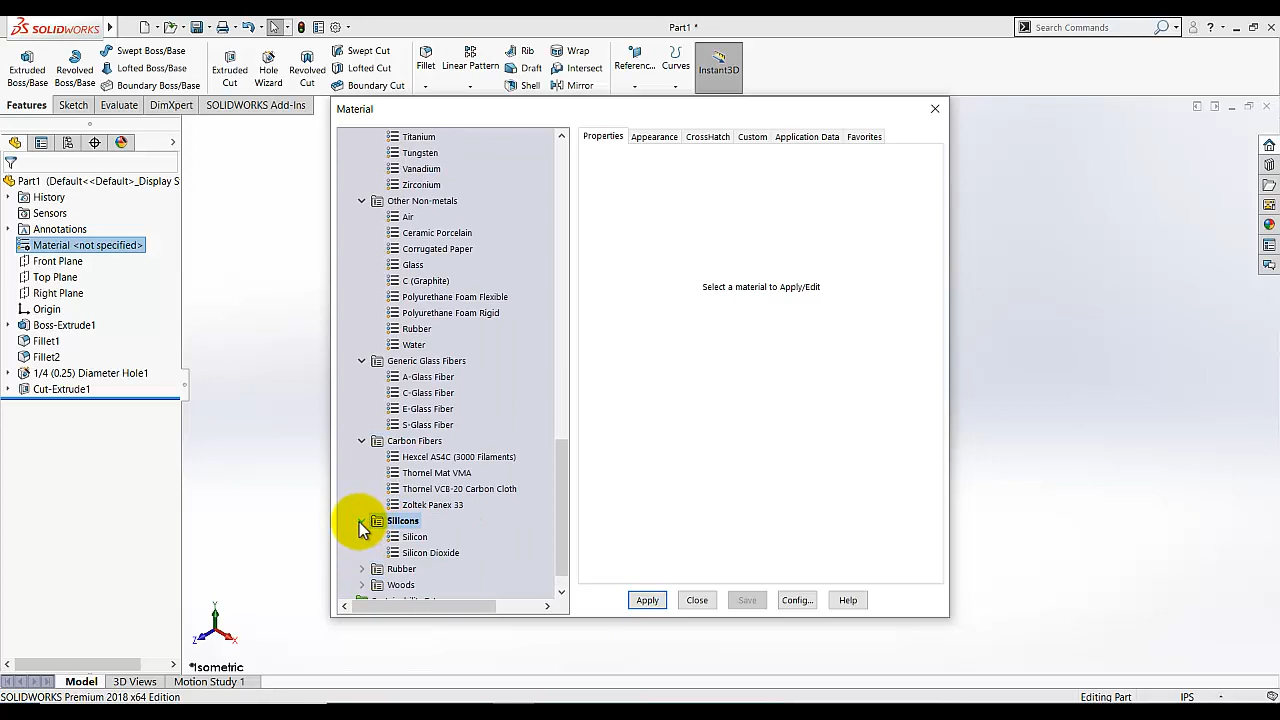 SOLIDWORKS
Part1 *
Search Commands
Extruded Boss/Base
Revolved Boss/Base
Swept Boss/Base
Lofted Boss/Base
Boundary Boss/Base
Extruded Cut
Hole Wizard
Revolved Cut
Swept Cut
Lofted Cut
Boundary Cut
Fillet
Linear Pattern
Rib
Draft
Shell
Wrap
Intersect
Mirror
Referenc...
Curves
Instant3D
Features
Sketch
Evaluate
DimXpert
SOLIDWORKS Add-Ins
Part1 (Default<<Default>_Display S
History
Sensors
Annotations
Material <not specified>
Front Plane
Top Plane
Right Plane
Origin
Boss-Extrude1
Fillet1
Fillet2
1/4 (0.25) Diameter Hole1
Cut-Extrude1
Material
Titanium
Tungsten
Vanadium
Zirconium
Other Non-metals
Air
Ceramic Porcelain
Corrugated Paper
Glass
C (Graphite)
Polyurethane Foam Flexible
Polyurethane Foam Rigid
Rubber
Water
Generic Glass Fibers
A-Glass Fiber
C-Glass Fiber
E-Glass Fiber
S-Glass Fiber
Carbon Fibers
Hexcel AS4C (3000 Filaments)
Thornel Mat VMA
Thornel VCB-20 Carbon Cloth
Zoltek Panex 33
Silicons
Silicon
Silicon Dioxide
Rubber
Woods
Properties
Appearance
CrossHatch
Custom
Application Data
Favorites
Select a material to Apply/Edit
Apply
Close
Save
Config...
Help
Y
Z
X
*Isometric
Model
3D Views
Motion Study 1
SOLIDWORKS Premium 2018 x64 Edition
Editing Part
IPS